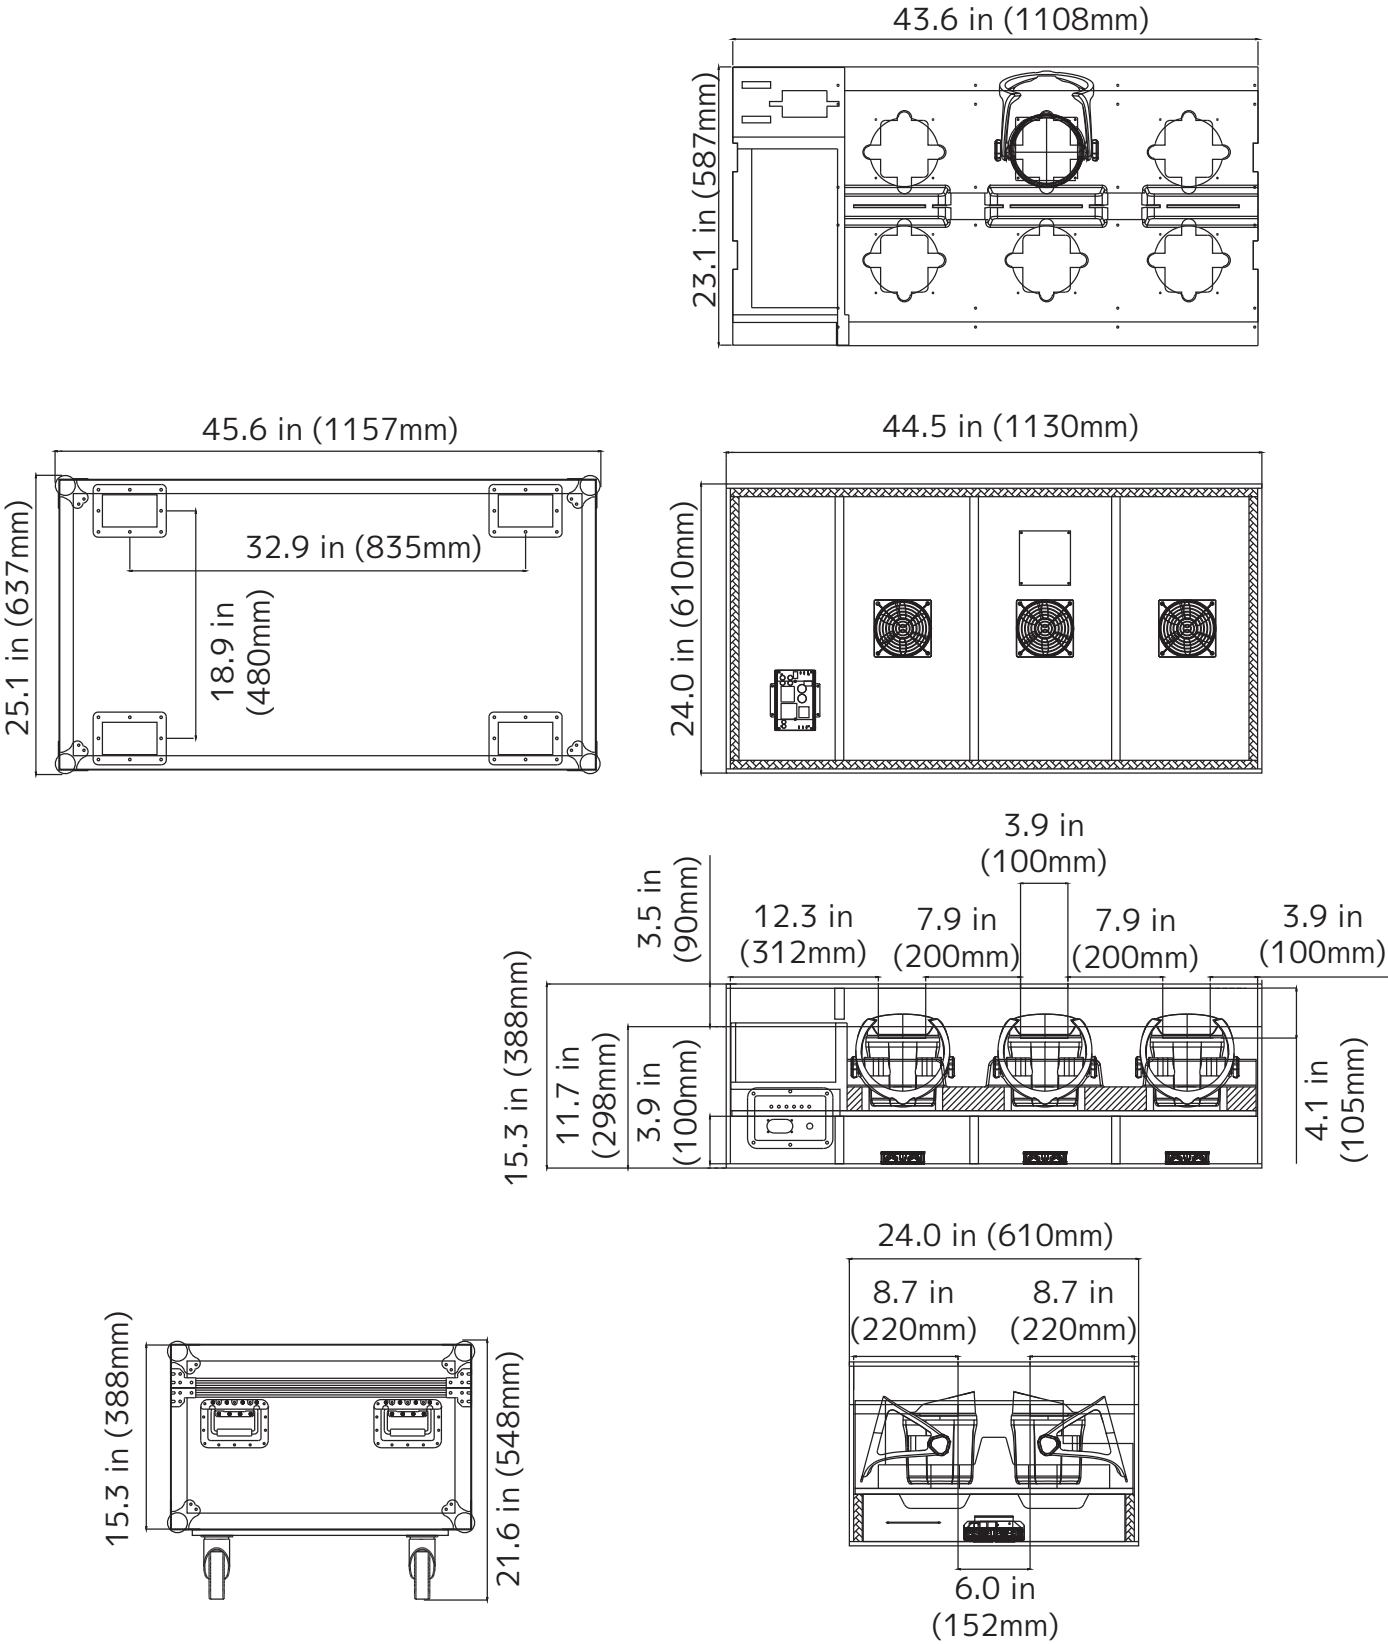 43.6 in (1108mm)
23.1 in (587mm)
45.6 in (1157mm)
25.1 in (637mm)
32.9 in (835mm)
18.9 in
(480mm)
44.5 in (1130mm)
24.0 in (610mm)
3.9 in
(100mm)
3.5 in
(90mm)
12.3 in
(312mm)
7.9 in
(200mm)
7.9 in
(200mm)
3.9 in
(100mm)
15.3 in (388mm)
11.7 in
(298mm)
3.9 in
(100mm)
4.1 in
(105mm)
24.0 in (610mm)
8.7 in
(220mm)
8.7 in
(220mm)
6.0 in
(152mm)
15.3 in (388mm)
21.6 in (548mm)